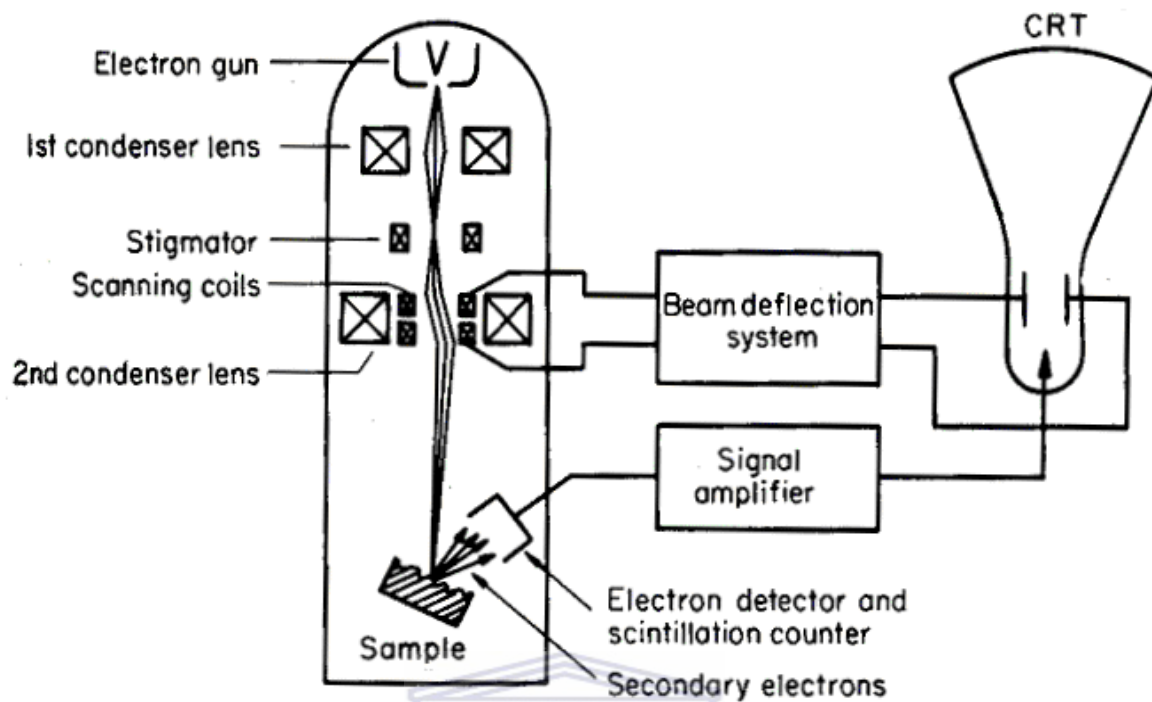 CRT
Electron gun
1st condenser lens
Stigmator
Scanning coils
Beam deflection
system
2nd condenser lens
Signal
amplifier
Electron detector and
scintillation counter
Sample
Secondary electrons